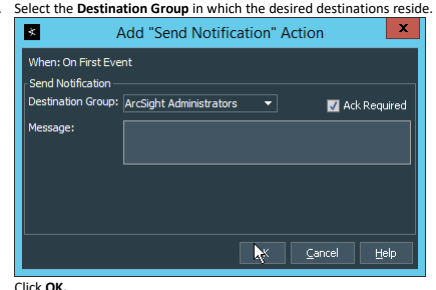 Select the Destination Group in which the desired destinations reside.
Add "Send Notification" Action
x
When: On First Event
Send Notification
Destination Group: ArcSight Administrators
Ack Required
Message:
Cancel
Help
Click OK.